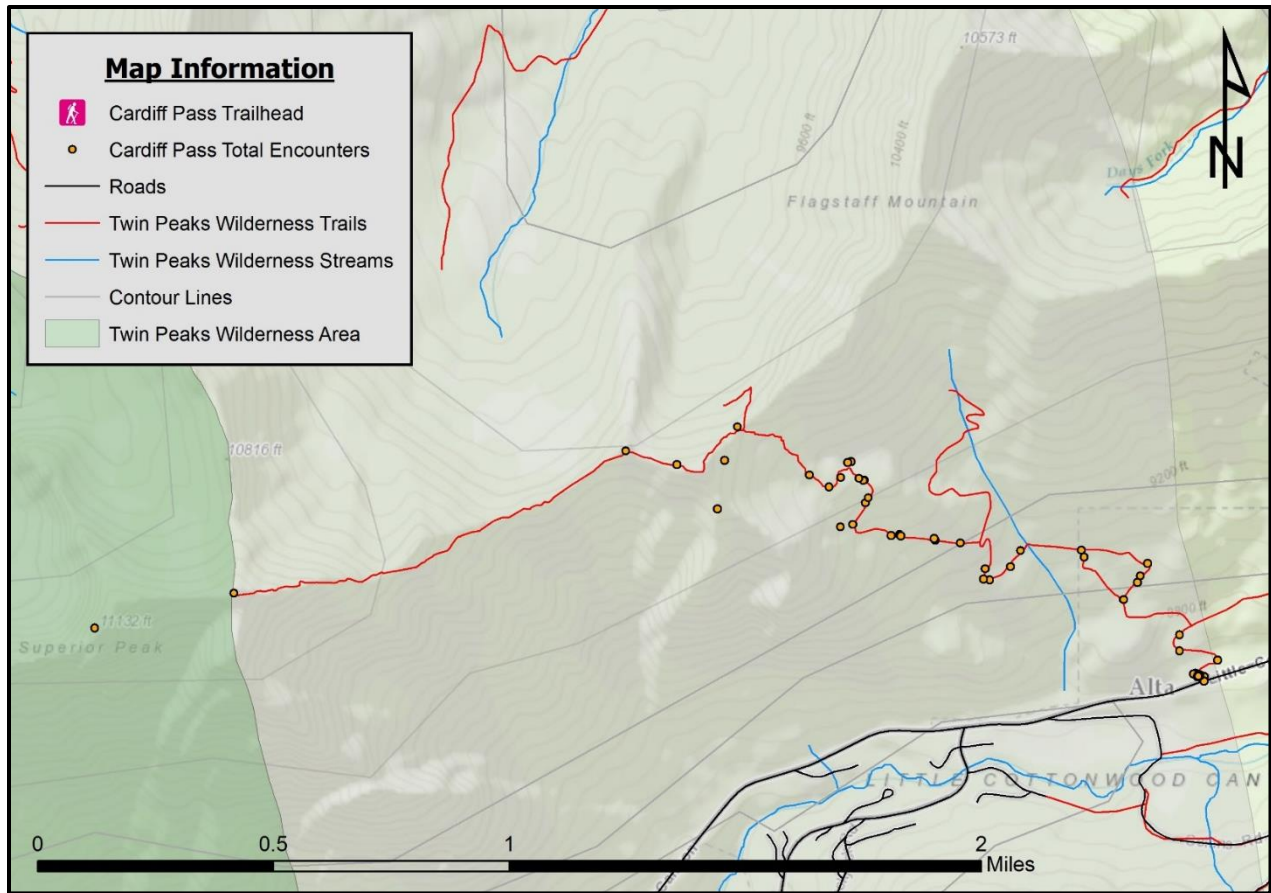 Map Information
Cardiff Pass Trailhead
Cardiff Pass Total Encounters
Roads
Twin Peaks Wilderness Trails
Twin Peaks Wilderness Streams
Contour Lines
Twin Peaks Wilderness Area
10573 ft
N
9600 ft
10400 ft
Days Fork
Flagstaff Mountain
10816 ft
9200 ft
11132 ft
Superior Peak
Alta
LITTLE COTTONWOOD CAN
0
0.5
1
2
Miles